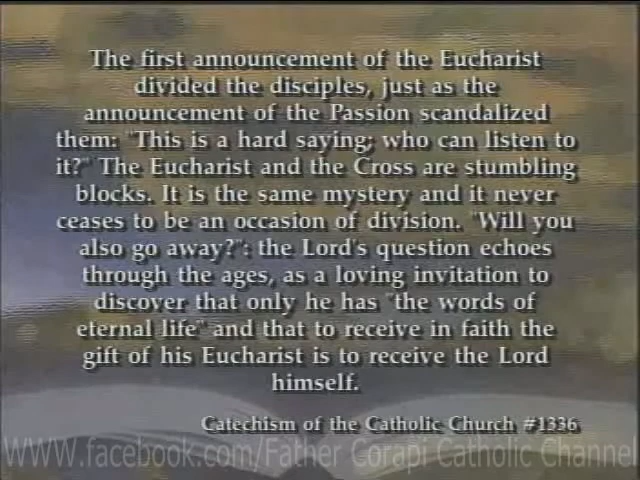 The first announcement of the Eucharist
divided the disciples, just as the
announcement of the Passion scandalized
them: "This is a hard saying; who can listen to
it?" The Eucharist and the Cross are stumbling
blocks. It is the same mystery and it never
ceases to be an occasion of division. "Will you
also go away?": the Lord's question echoes
through the ages, as a loving invitation to
discover that only he has "the words of
eternal life" and that to receive in faith the
gift of his Eucharist is to receive the Lord
himself.
Catechism of the Catholic Church #1336
WWW.facebook.com/Father Corapi Catholic Channel